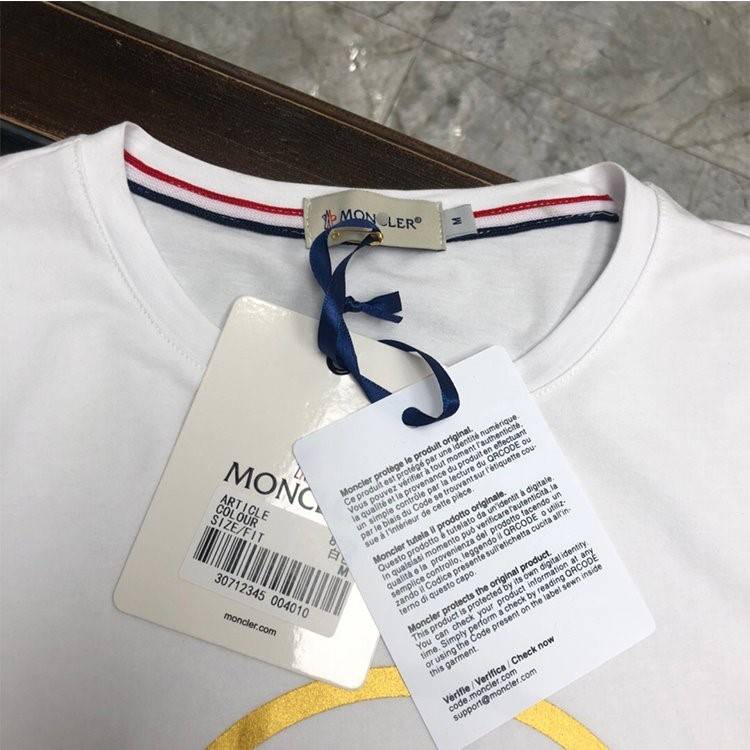 MONCLER®
M
MONC
ARTICLE
COLOUR
SIZE/FIT
白
M
30712345 004010
moncler.com
Moncler protège le produit original.
Ce produit est protégé par une identité numérique.
Vous pouvez vérifier à tout moment l'authenticité,
la qualité et la provenance du produit en effectuant
un simple contrôle par la lecture du QRCODE ou
par le biais du Code se trouvant sur l'étiquette cou-
sue à l'intérieur de cette pièce.
Moncler tutela il prodotto originale.
Questo prodotto è tutelato da un'identità digitale.
In qualsiasi momento può verificare l'autenticità, la
qualità e la provenienza del prodotto facendo un
semplice controllo, leggendo il QRCODE o utiliz-
zando il Codice presente sull'etichetta cucita all'in-
terno di questo capo.
Moncler protects the original product.
This product is protected by its own digital identity.
You can check your product information at any
time. Simply perform a check by reading QRCODE
or using the Code present on the label sewn inside
this garment.
Vérifie / Verifica / Check now
code.moncler.com
support@moncler.com